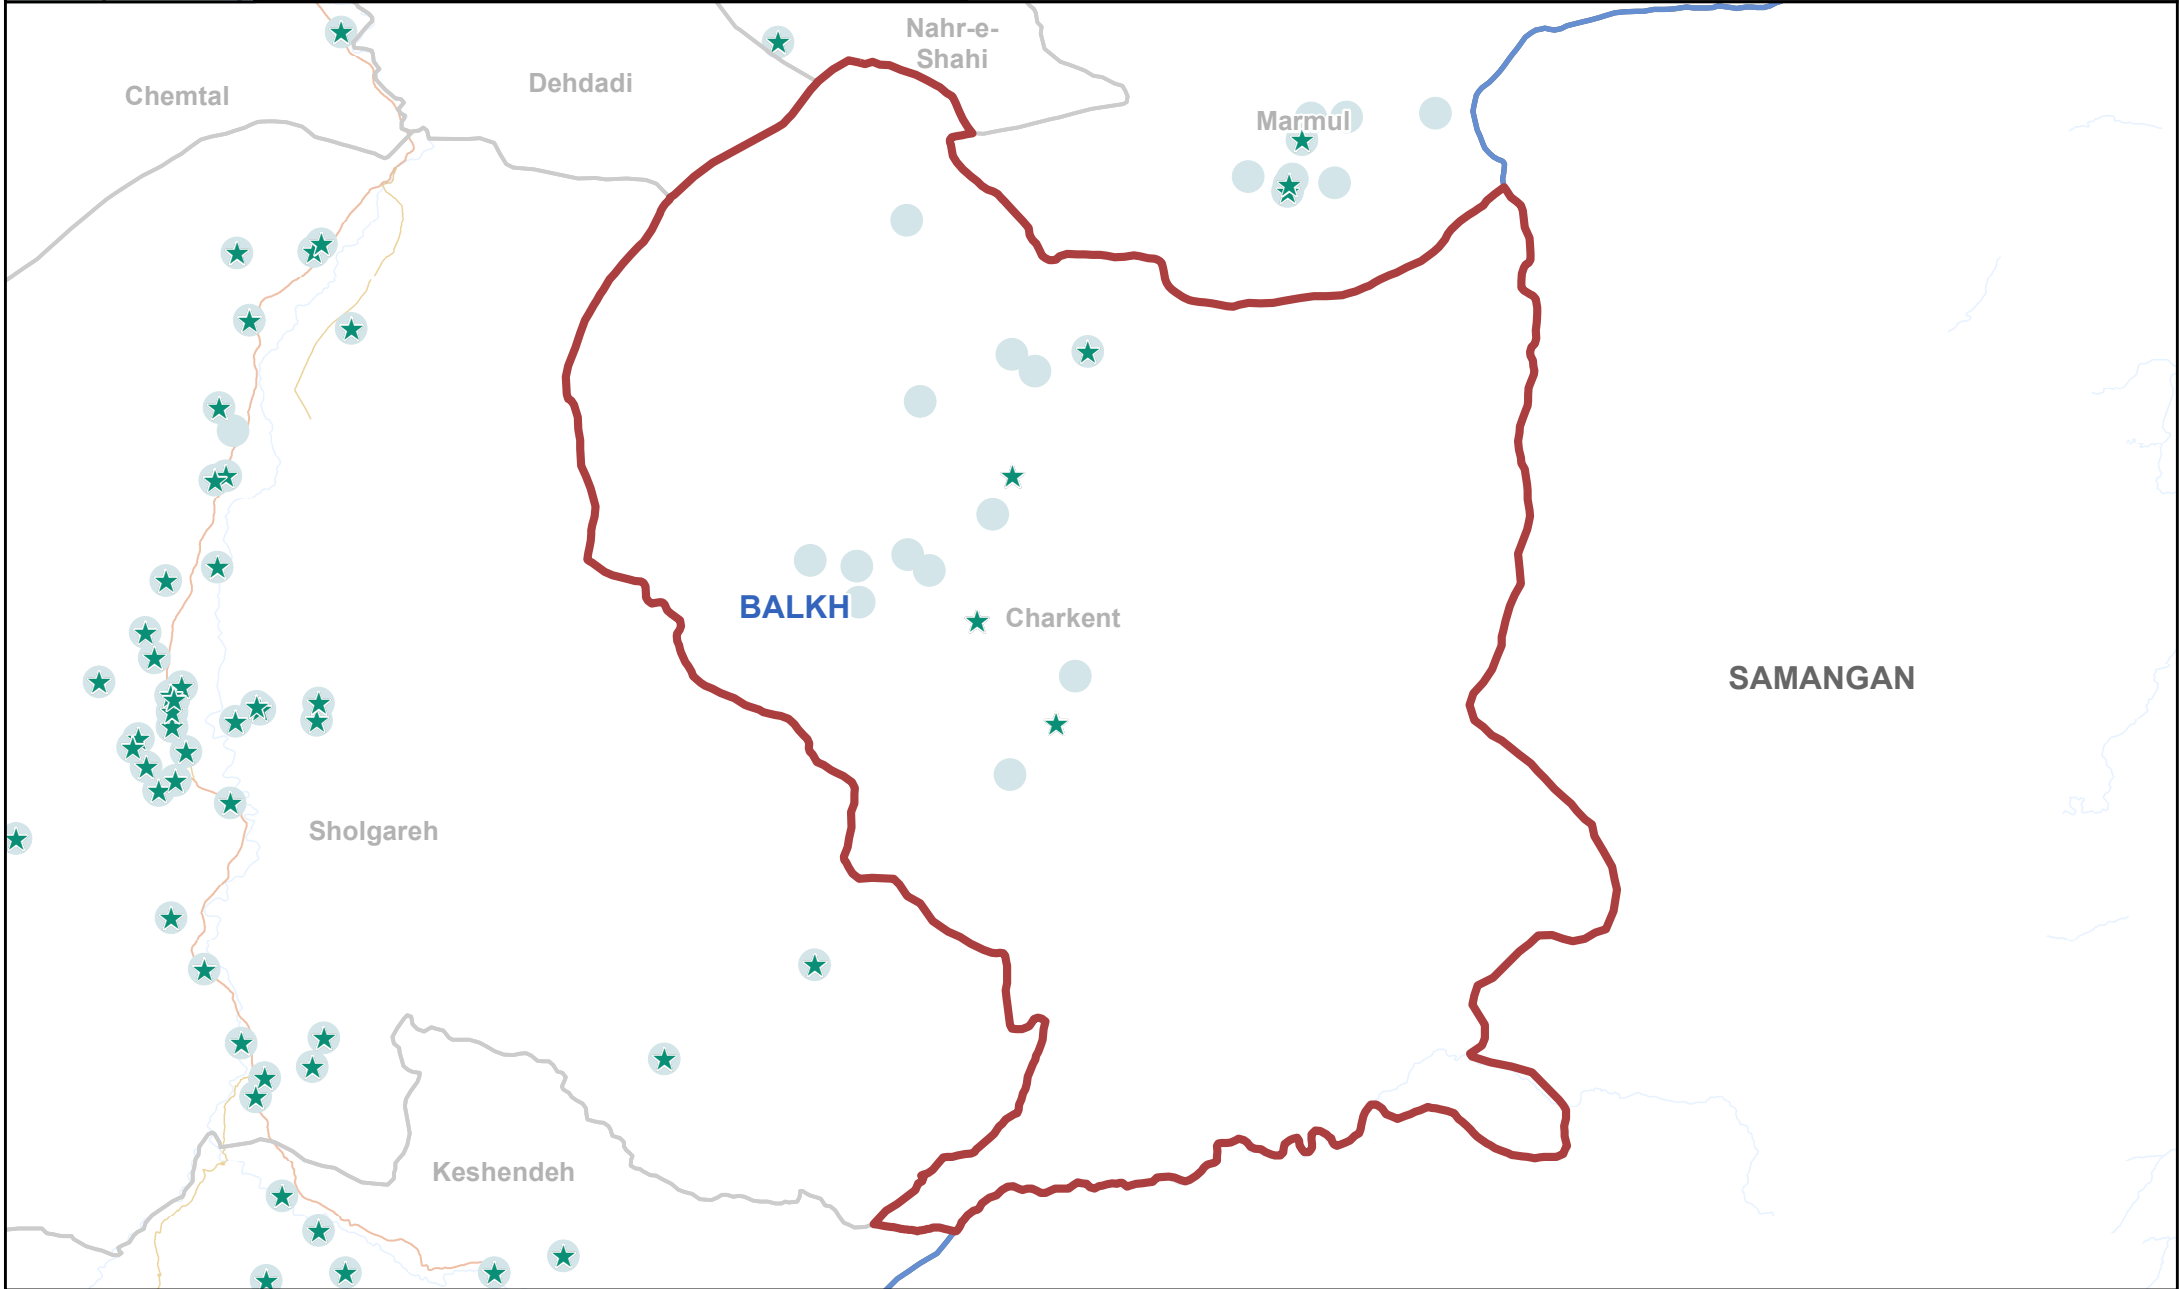 Nahr-e-
Shahi
Dehdadi
Chemtal
Marmul
BALKH
Charkent
SAMANGAN
Sholgareh
Keshendeh